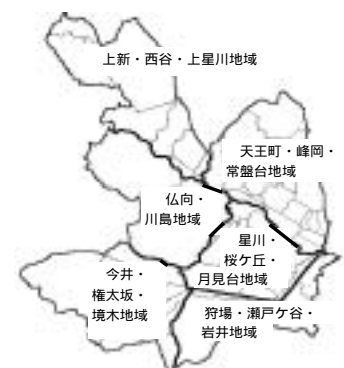 上新・西谷・上星川地域
天王町・峰岡・
常盤台地域
仏向・
川島地域
星川・
桜ケ丘・
月見台地域
今井・
権太坂・
境木地域
狩場・瀬戸ケ谷・
岩井地域